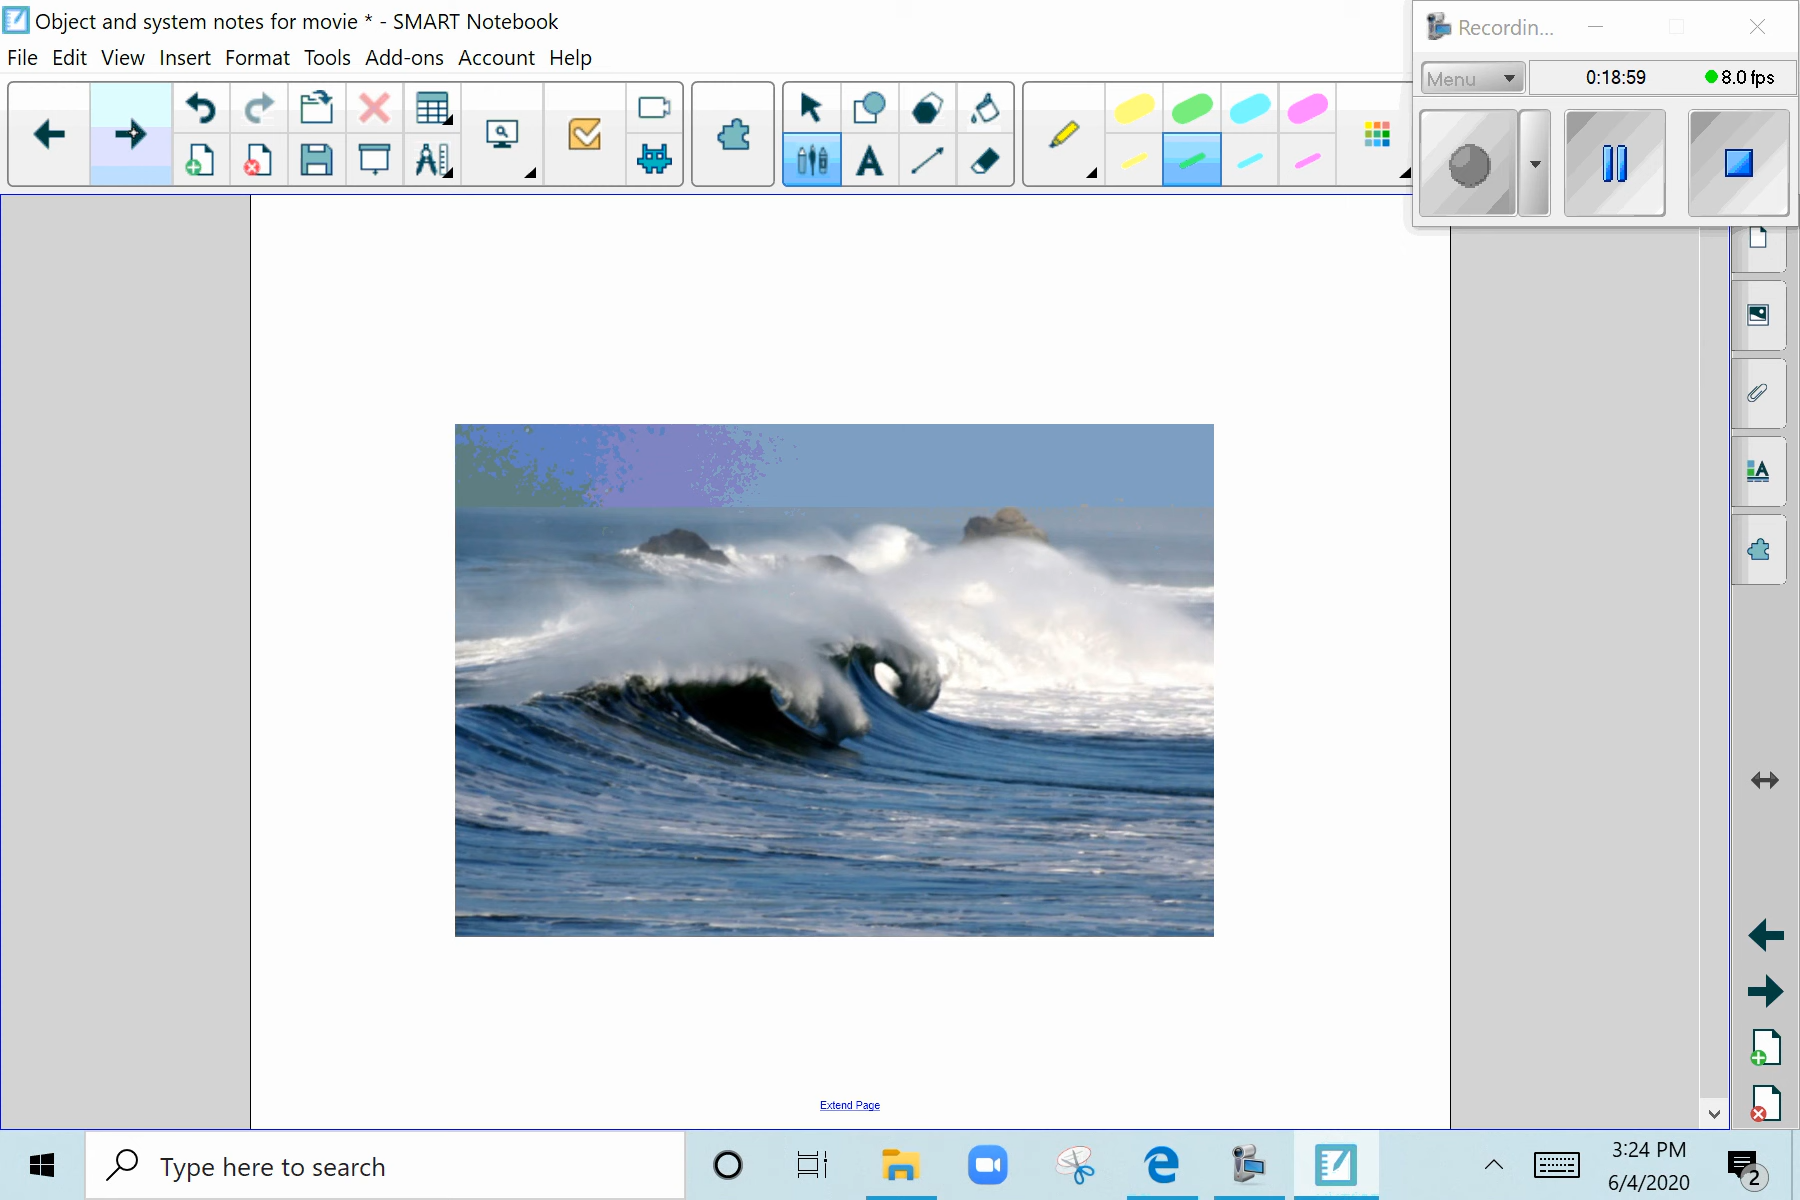 Object and system notes for movie * - SMART Notebook
File Edit View Insert Format Tools Add-ons Account Help
Recordin...
Menu
0:18:59
8.0 fps
A
A
Extend Page
Type here to search
3:24 PM
6/4/2020
2